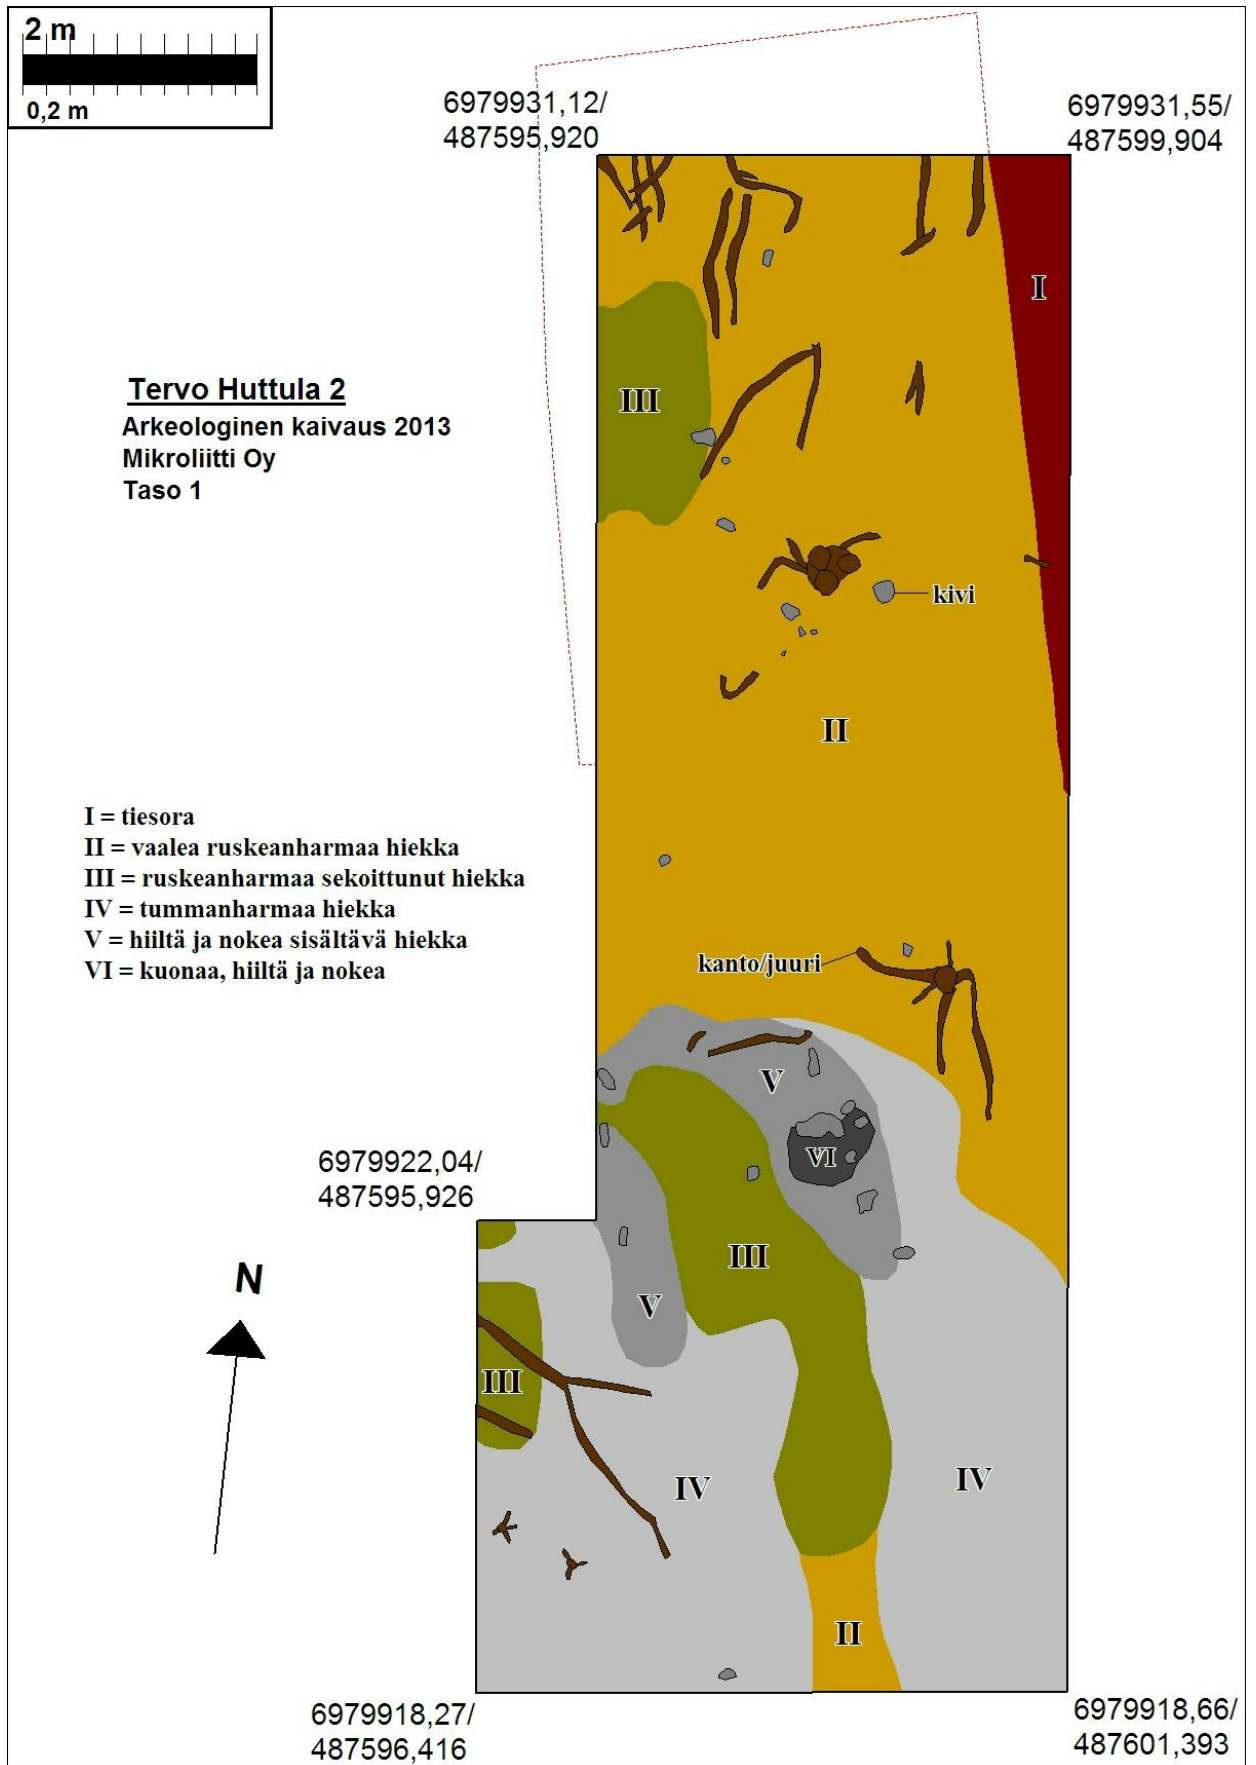 2 m
0,2 m
6979931,12/
487595,920
6979931,55/
487599,904
I
Tervo Huttula 2
Arkeologinen kaivaus 2013
Mikroliitti Oy
Taso 1
III
kivi
II
I = tiesora
II = vaalea ruskeanharmaa hiekka
III = ruskeanharmaa sekoittunut hiekka
IV = tummanharmaa hiekka
V = hiiltä ja nokea sisältävä hiekka
VI = kuonaa, hiiltä ja nokea
kanto/juuri
V
VI
6979922,04/
487595,926
III
N
V
III
IV
IV
II
6979918,27/
487596,416
6979918,66/
487601,393